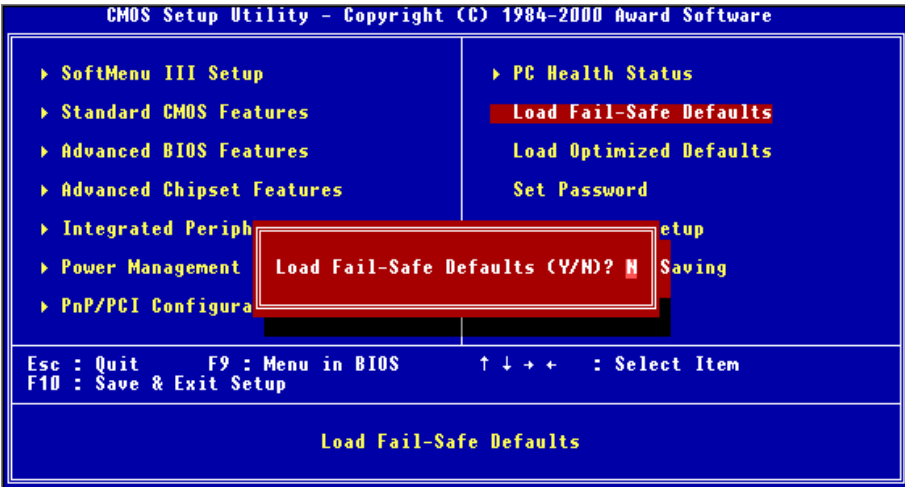 CMOS Setup Utility - Copyright (C) 1984-2000 Award Software
SoftMenu III Setup
Standard CMOS Features
Advanced BIOS Features
Advanced Chipset Features
Integrated Periph
Power Management
PnP/PCI Configura
PC Health Status
Load Fail-Safe Defaults
Load Optimized Defaults
Set Password
etup
Saving
Load Fail-Safe Defaults (Y/N)? N
Esc : Quit F9 : Menu in BIOS ↑ ↓ → ← : Select Item
F10 : Save & Exit Setup
Load Fail-Safe Defaults